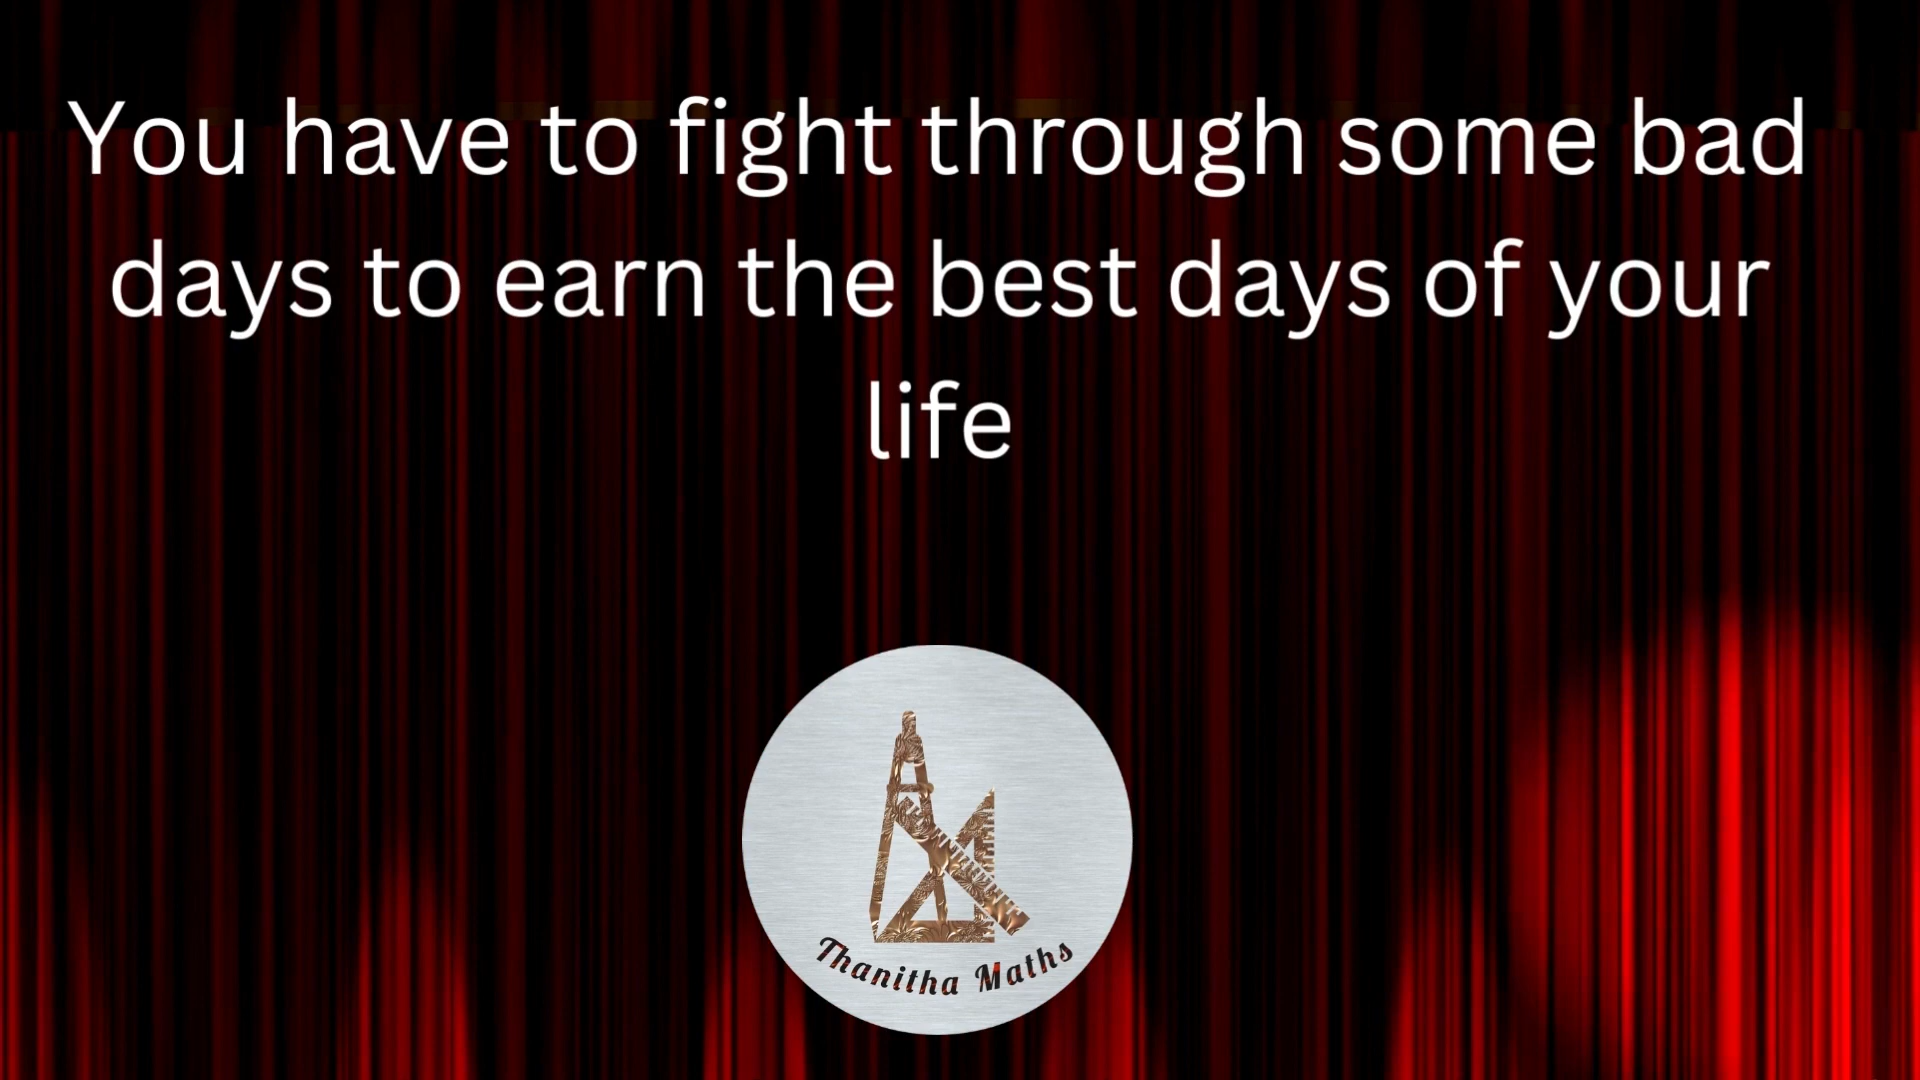 You have to fight through some bad
days to earn the best days of your
life
Thanitha Maths